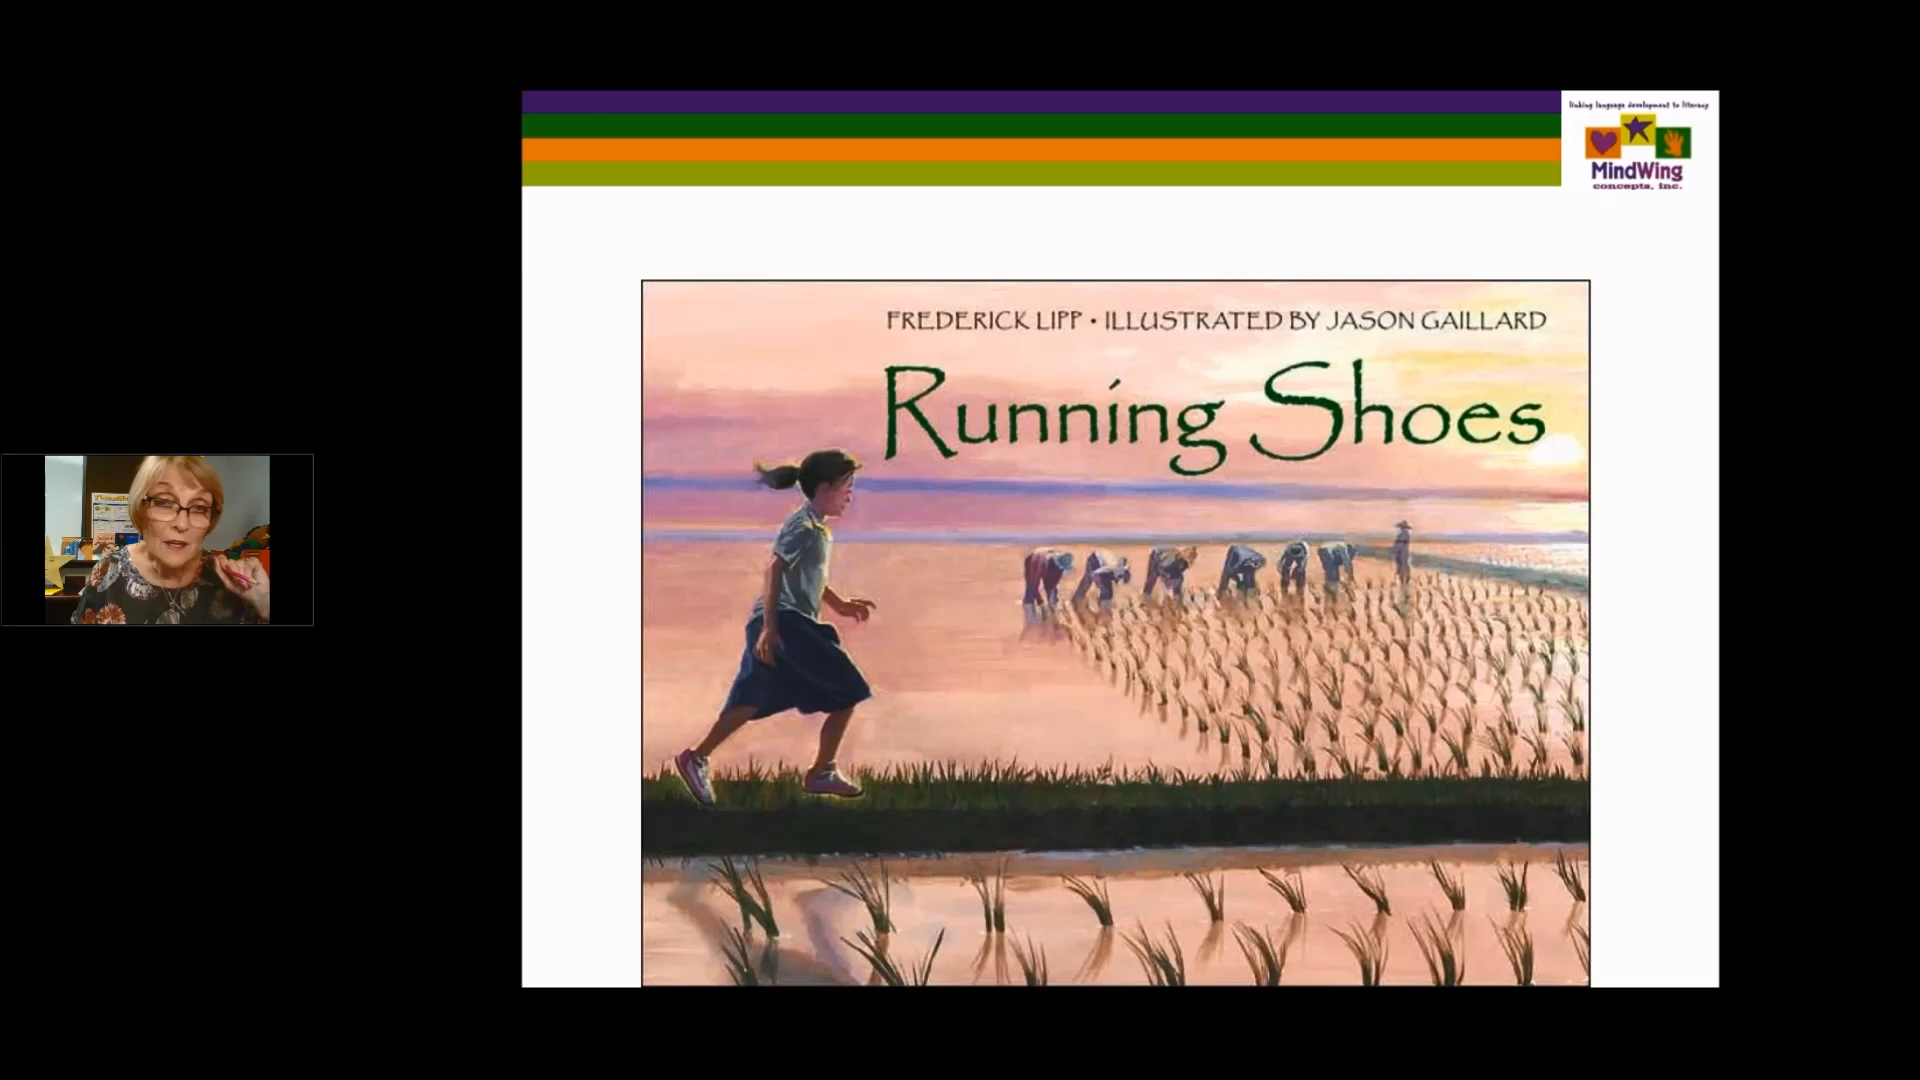 linking language development to literacy
MindWing
concepts, inc.
FREDERICK LIPP • ILLUSTRATED BY JASON GAILLARD
Running Shoes